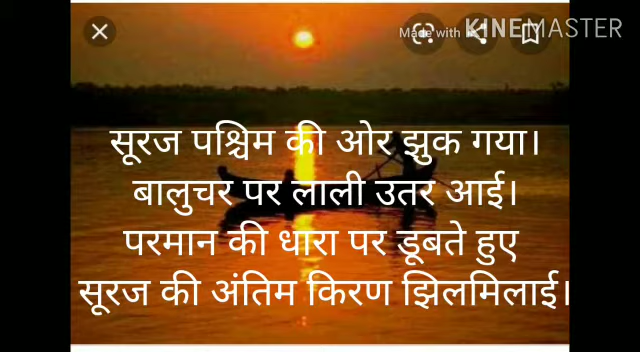 Made with KINEMASTER
सूरज पश्चिम की ओर झुक गया।
बालुचर पर लाली उतर आई।
परमान की धारा पर डूबते हुए
सूरज की अंतिम किरण झिलमिलाई।